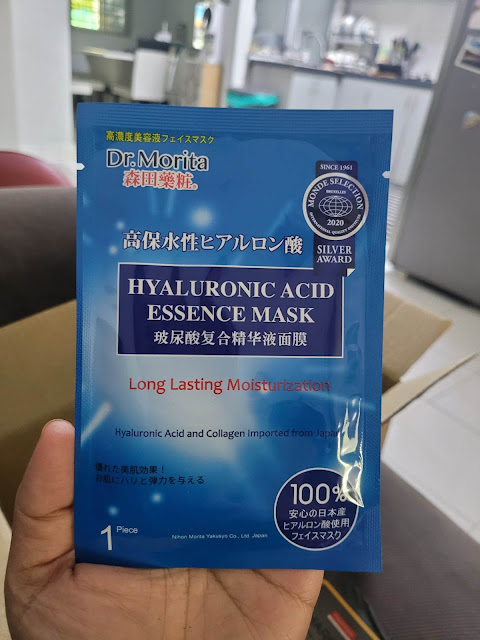 高濃度美容液フェイスマスク
Dr.Morita
森田藥粧®
SINCE 1961
MONDE SELECTION
BRUXELLES
INTERNATIONAL QUALITY INSTITUTE
2020
SILVER
AWARD
高保水性ヒアルロン酸
HYALURONIC ACID
ESSENCE MASK
玻尿酸复合精华液面膜
Long Lasting Moisturization
Hyaluronic Acid and Collagen Imported from Japan
優れた美肌効果！
お肌にハリと弾力を与える
100%
安心の日本産
ヒアルロン酸使用
フェイスマスク
1 Piece
Nihon Morita Yakusyo Co., Ltd. Japan